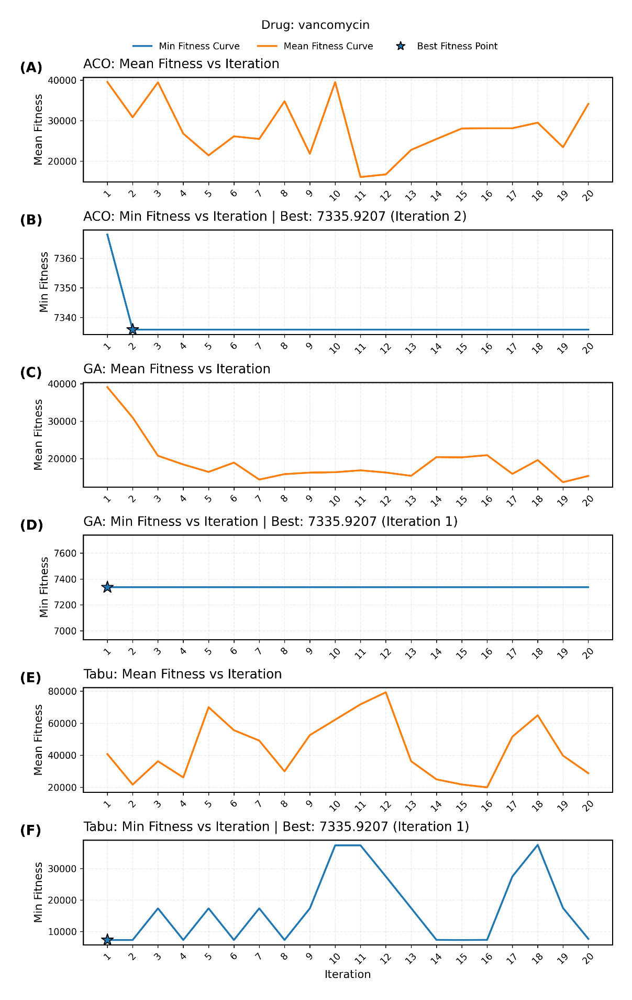 Drug: vancomycin
Min Fitness Curve Mean Fitness Curve Best Fitness Point
(A) ACO: Mean Fitness vs Iteration
Mean Fitness
40000
30000
20000
1 2 3 4 5 6 7 8 9 10 11 12 13 14 15 16 17 18 19 20
(B) ACO: Min Fitness vs Iteration | Best: 7335.9207 (Iteration 2)
Min Fitness
7360
7350
7340
1 2 3 4 5 6 7 8 9 10 11 12 13 14 15 16 17 18 19 20
(C) GA: Mean Fitness vs Iteration
Mean Fitness
40000
30000
20000
1 2 3 4 5 6 7 8 9 10 11 12 13 14 15 16 17 18 19 20
(D) GA: Min Fitness vs Iteration | Best: 7335.9207 (Iteration 1)
Min Fitness
7600
7400
7200
7000
1 2 3 4 5 6 7 8 9 10 11 12 13 14 15 16 17 18 19 20
(E) Tabu: Mean Fitness vs Iteration
Mean Fitness
80000
60000
40000
20000
1 2 3 4 5 6 7 8 9 10 11 12 13 14 15 16 17 18 19 20
(F) Tabu: Min Fitness vs Iteration | Best: 7335.9207 (Iteration 1)
Min Fitness
30000
20000
10000
1 2 3 4 5 6 7 8 9 10 11 12 13 14 15 16 17 18 19 20
Iteration